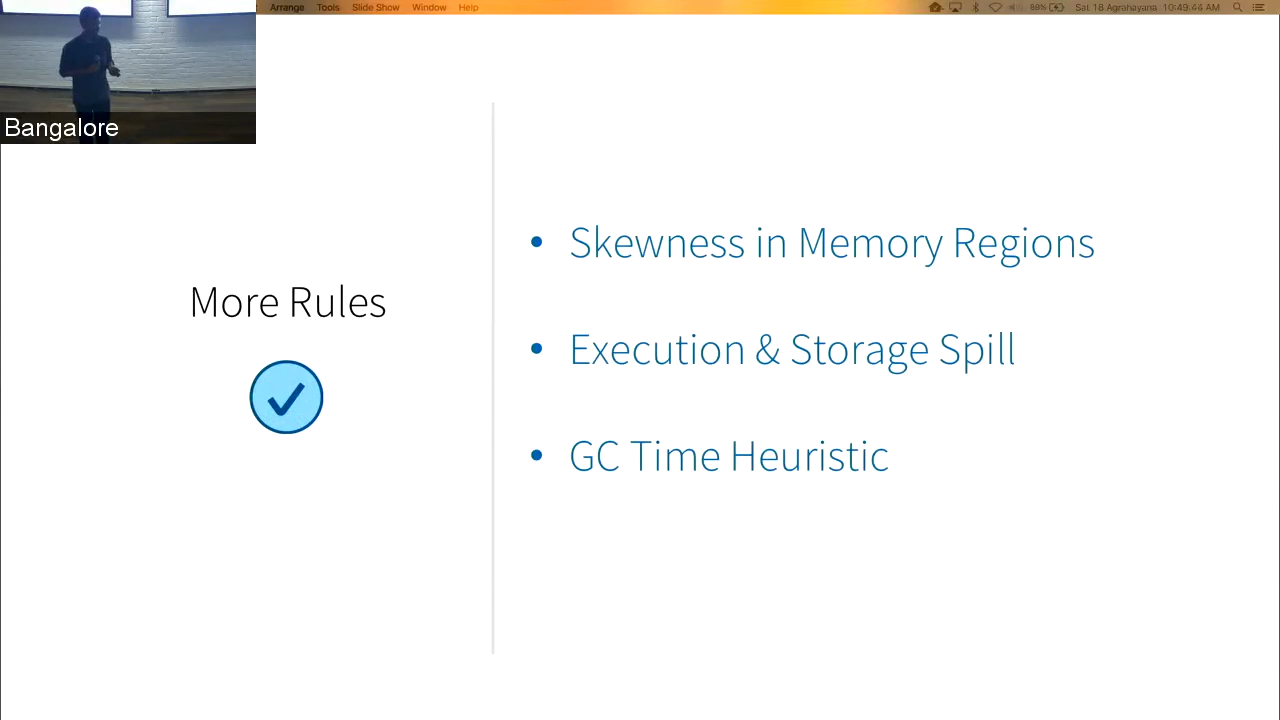 Arrange Tools Slide Show Window Help 88% Sat 18 Agrahayana 10:49:44 AM
Bangalore
More Rules
• Skewness in Memory Regions
• Execution & Storage Spill
• GC Time Heuristic